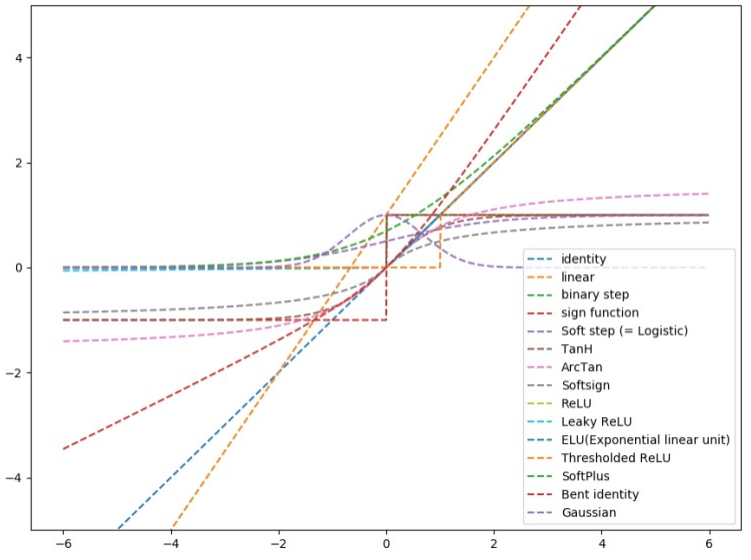 4
2
0
−2
−4
−6
−4
−2
0
2
4
6
identity
linear
binary step
sign function
Soft step (= Logistic)
TanH
ArcTan
Softsign
ReLU
Leaky ReLU
ELU(Exponential linear unit)
Thresholded ReLU
SoftPlus
Bent identity
Gaussian